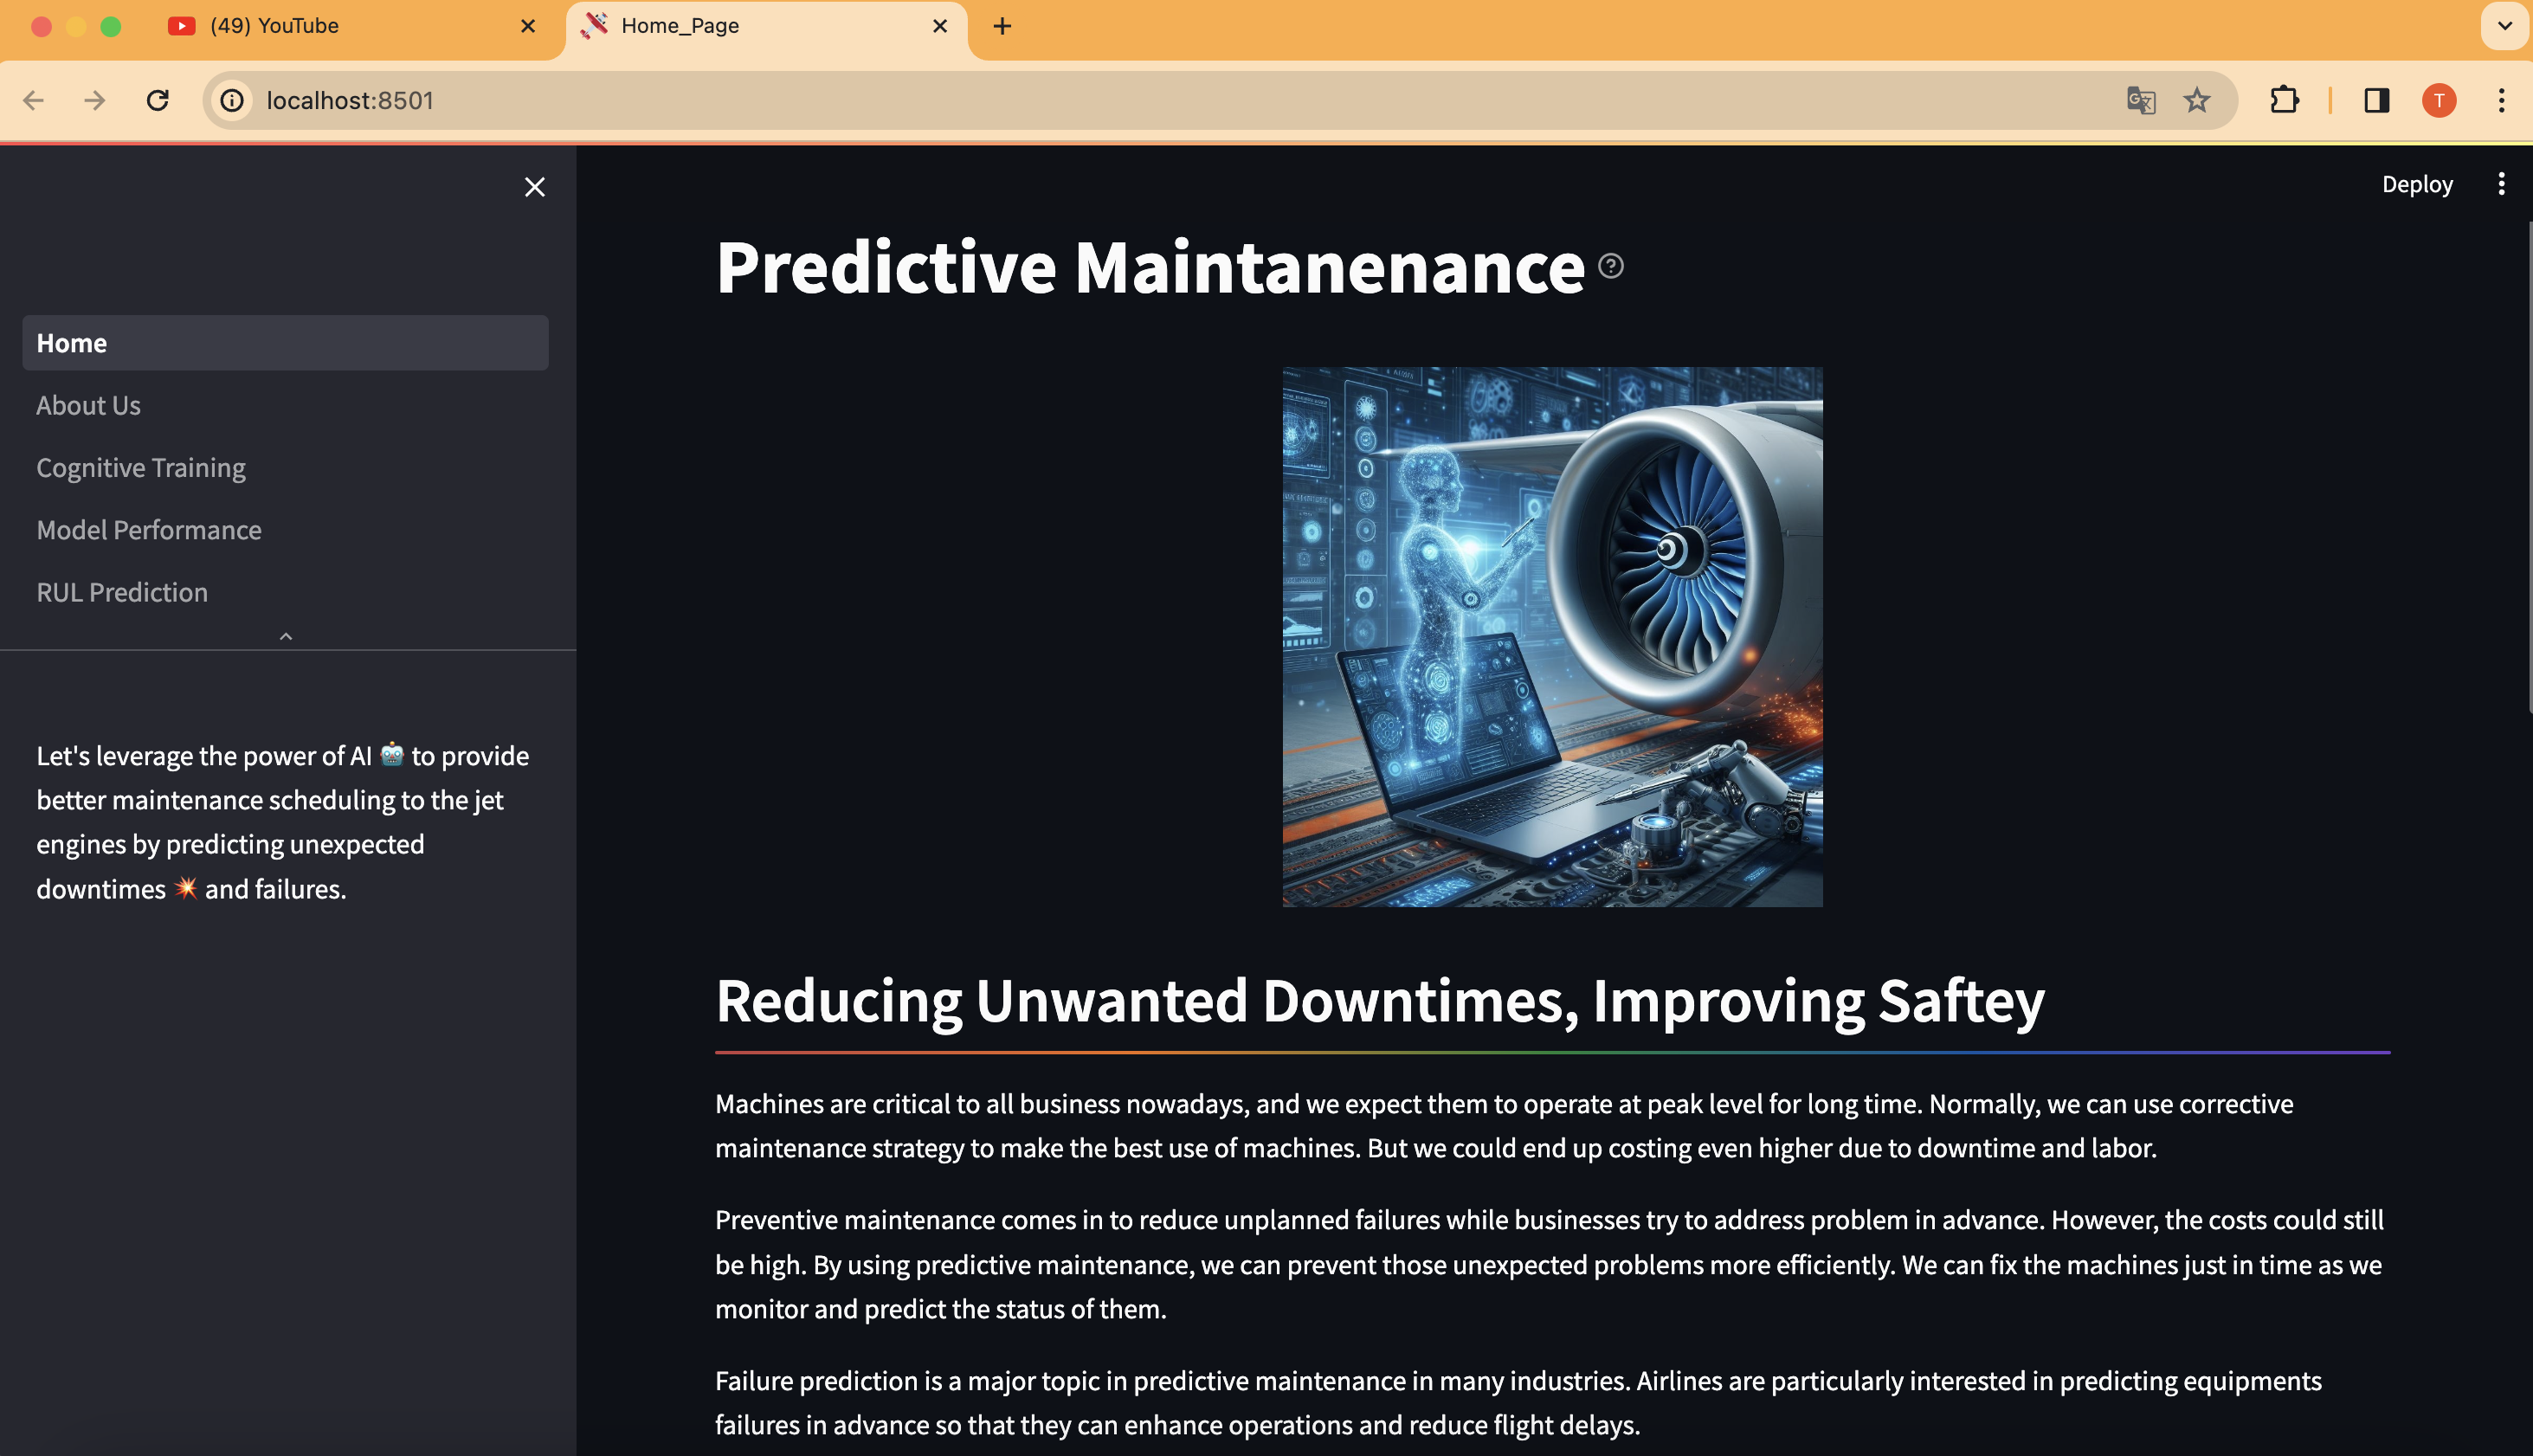 (49) YouTube
Home_Page
localhost:8501
T
Deploy
Home
About Us
Cognitive Training
Model Performance
RUL Prediction
Let's leverage the power of AI 🤖 to provide
better maintenance scheduling to the jet
engines by predicting unexpected
downtimes 💥 and failures.
Predictive Maintanenance
Reducing Unwanted Downtimes, Improving Saftey
Machines are critical to all business nowadays, and we expect them to operate at peak level for long time. Normally, we can use corrective
maintenance strategy to make the best use of machines. But we could end up costing even higher due to downtime and labor.
Preventive maintenance comes in to reduce unplanned failures while businesses try to address problem in advance. However, the costs could still
be high. By using predictive maintenance, we can prevent those unexpected problems more efficiently. We can fix the machines just in time as we
monitor and predict the status of them.
Failure prediction is a major topic in predictive maintenance in many industries. Airlines are particularly interested in predicting equipments
failures in advance so that they can enhance operations and reduce flight delays.